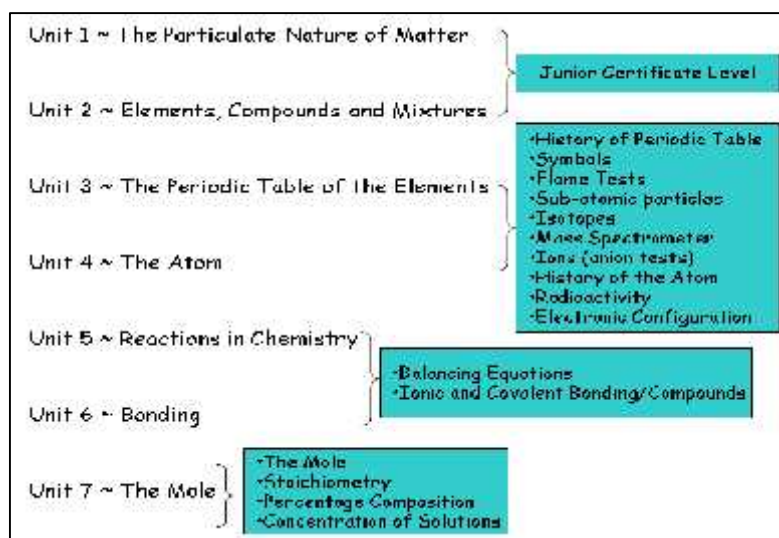 Unit 1 ~ The Particulate Nature of Matter
Junior Certificate Level
Unit 2 ~ Elements, Compounds and Mixtures
•History of Periodic Table
•Symbols
•Flame Tests
Unit 3 ~ The Periodic Table of the Elements
•Sub-atomic particles
•Isotopes
•Mass Spectrometer
Unit 4 ~ The Atom
•Ions (anion tests)
•History of the Atom
•Radioactivity
•Electronic Configuration
Unit 5 ~ Reactions in Chemistry
•Balancing Equations
•Ionic and Covalent Bonding/Compounds
Unit 6 ~ Bonding
Unit 7 ~ The Mole
•The Mole
•Stoichiometry
•Percentage Composition
•Concentration of Solutions